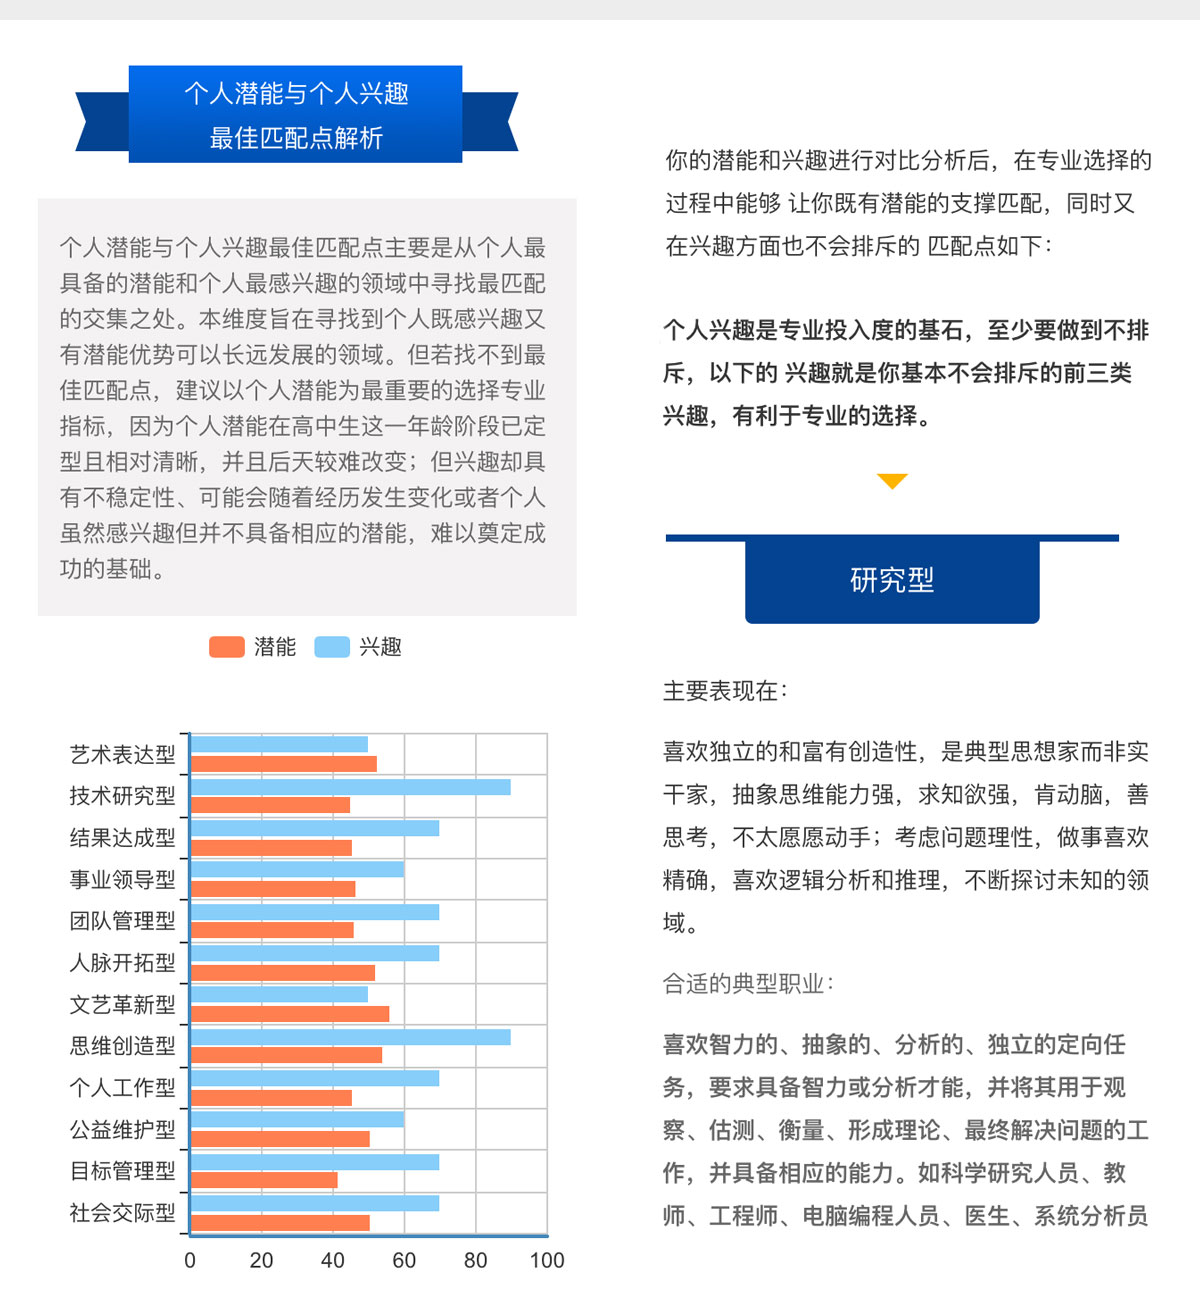 个人潜能与个人兴趣
最佳匹配点解析
个人潜能与个人兴趣最佳匹配点主要是从个人最
具备的潜能和个人最感兴趣的领域中寻找最匹配
的交集之处。本维度旨在寻找到个人既感兴趣又
有潜能优势可以长远发展的领域。但若找不到最
佳匹配点，建议以个人潜能为最重要的选择专业
指标，因为个人潜能在高中生这一年龄阶段已定
型且相对清晰，并且后天较难改变；但兴趣却具
有不稳定性、可能会随着经历发生变化或者个人
虽然感兴趣但并不具备相应的潜能，难以奠定成
功的基础。
潜能 兴趣
艺术表达型
技术研究型
结果达成型
事业领导型
团队管理型
人脉开拓型
文艺革新型
思维创造型
个人工作型
公益维护型
目标管理型
社会交际型
0 20 40 60 80 100
你的潜能和兴趣进行对比分析后，在专业选择的
过程中能够 让你既有潜能的支撑匹配，同时又
在兴趣方面也不会排斥的 匹配点如下：
个人兴趣是专业投入度的基石，至少要做到不排
斥，以下的 兴趣就是你基本不会排斥的前三类
兴趣，有利于专业的选择。
研究型
主要表现在：
喜欢独立的和富有创造性，是典型思想家而非实
干家，抽象思维能力强，求知欲强，肯动脑，善
思考，不太愿愿动手；考虑问题理性，做事喜欢
精确，喜欢逻辑分析和推理，不断探讨未知的领
域。
合适的典型职业：
喜欢智力的、抽象的、分析的、独立的定向任
务，要求具备智力或分析才能，并将其用于观
察、估测、衡量、形成理论、最终解决问题的工
作，并具备相应的能力。如科学研究人员、教
师、工程师、电脑编程人员、医生、系统分析员